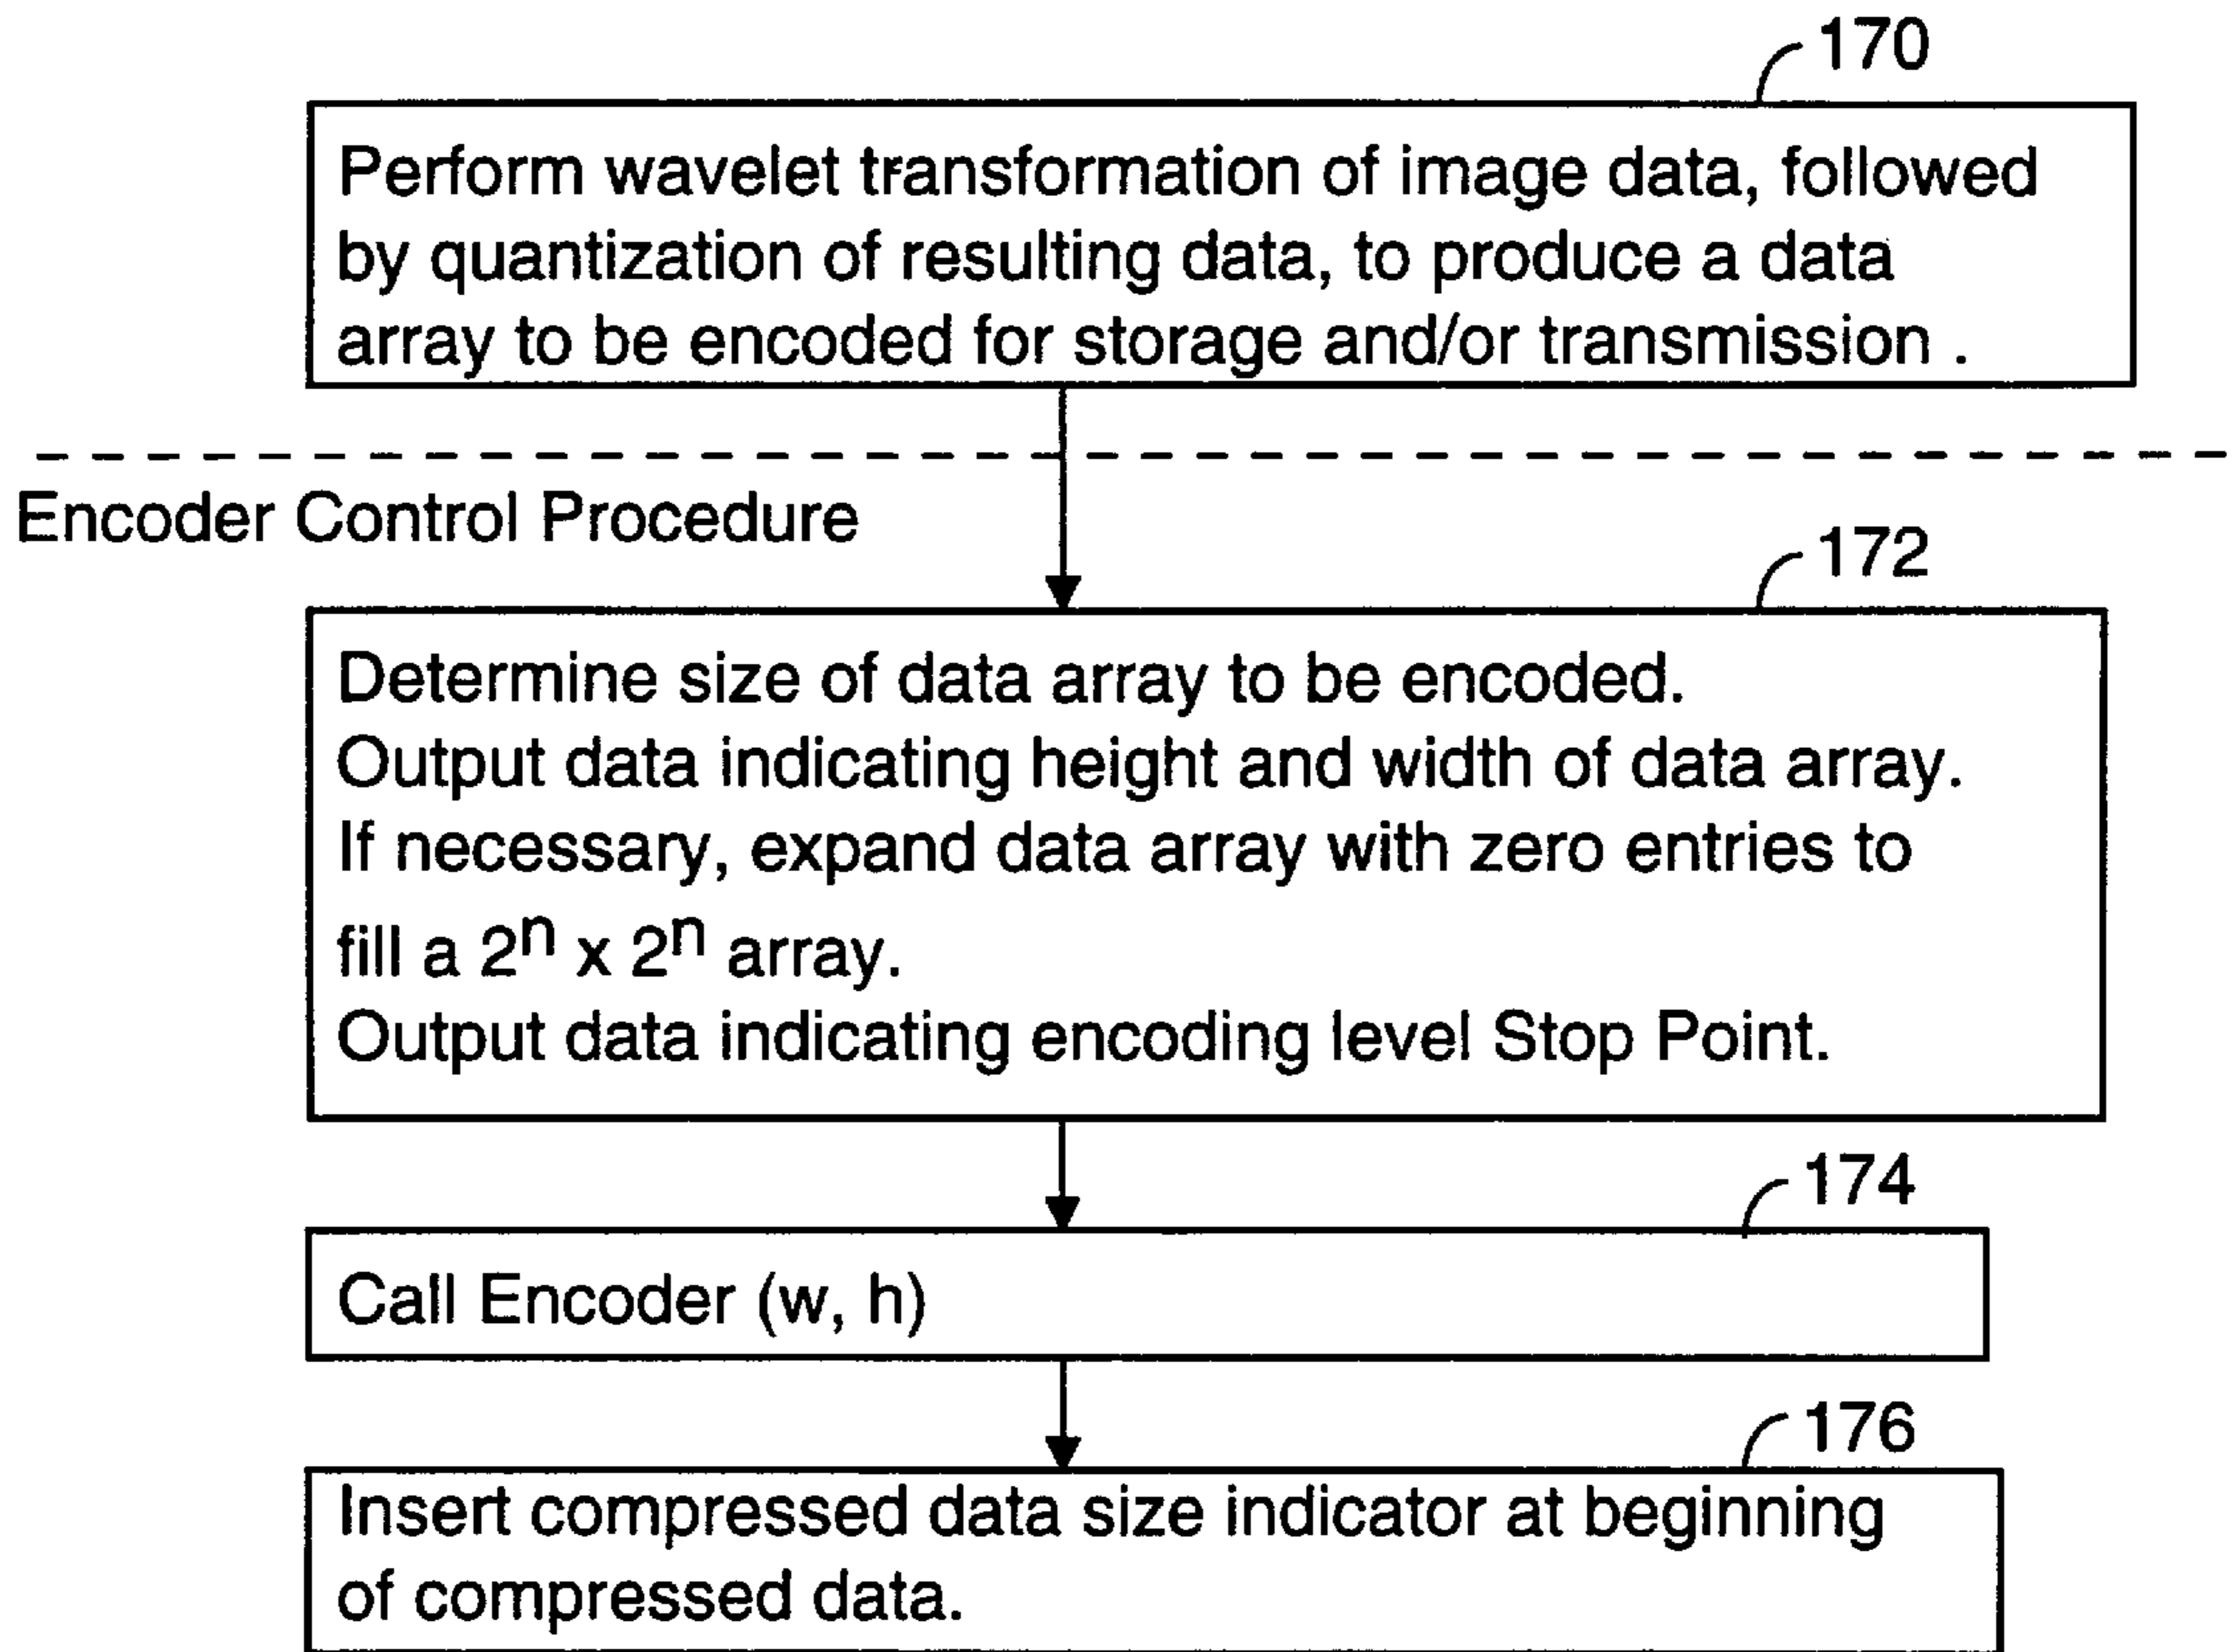 170
Perform wavelet transformation of image data, followed
by quantization of resulting data, to produce a data
array to be encoded for storage and/or transmission .
Encoder Control Procedure
172
Determine size of data array to be encoded.
Output data indicating height and width of data array.
If necessary, expand data array with zero entries to
fill a 2ⁿ x 2ⁿ array.
Output data indicating encoding level Stop Point.
174
Call Encoder (w, h)
176
Insert compressed data size indicator at beginning
of compressed data.